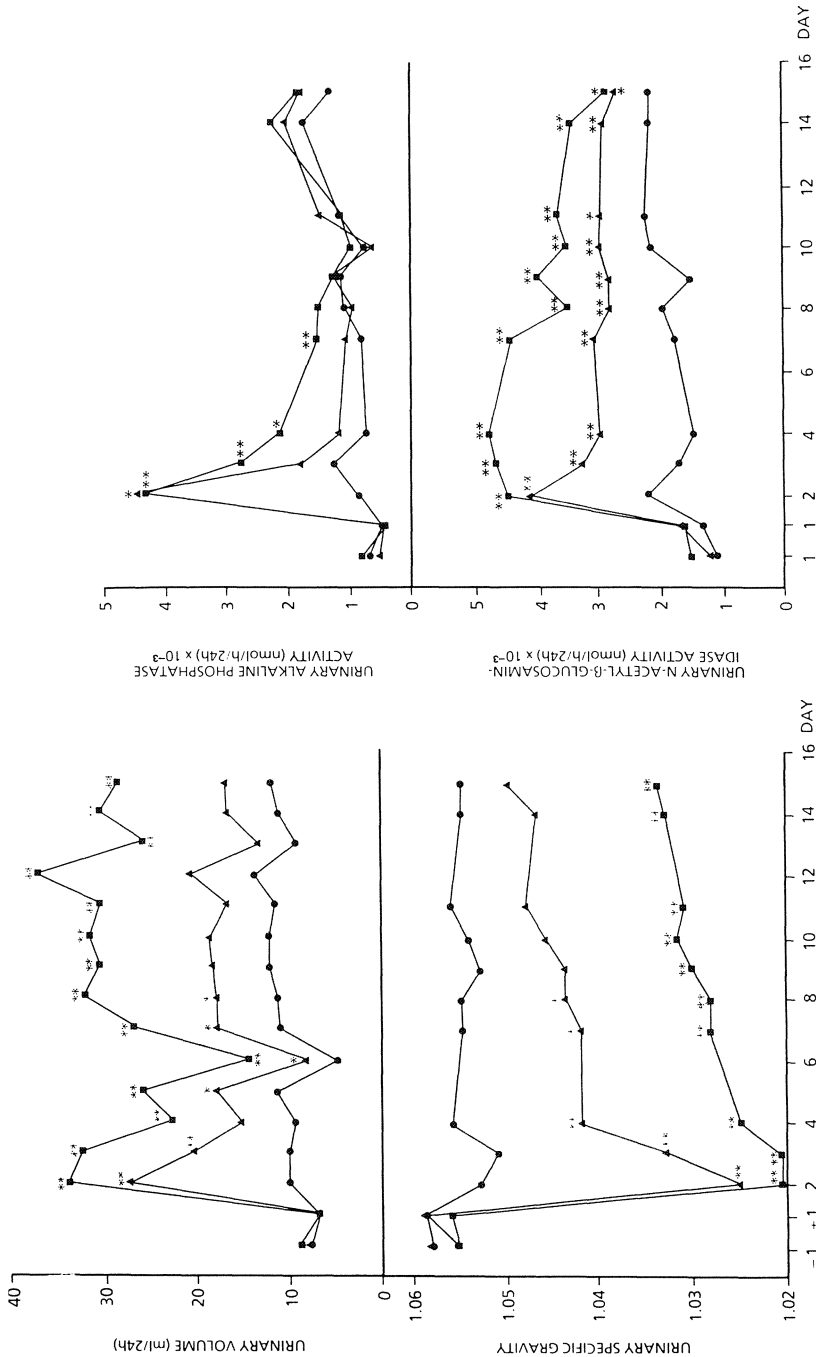 URINARY VOLUME (ml/24h)
40
30
20
10
0
URINARY SPECIFIC GRAVITY
1.06
1.05
1.04
1.03
1.02
−1 +1 2 4 6 8 10 12 14 16 DAY
URINARY ALKALINE PHOSPHATASE
ACTIVITY (nmol/h/24h) x 10⁻³
5
4
3
2
1
0
URINARY N-ACETYL-β-GLUCOSAMIN-
IDASE ACTIVITY (nmol/h/24h) x 10⁻³
5
4
3
2
1
0
1 1 2 4 6 8 10 12 14 16 DAY